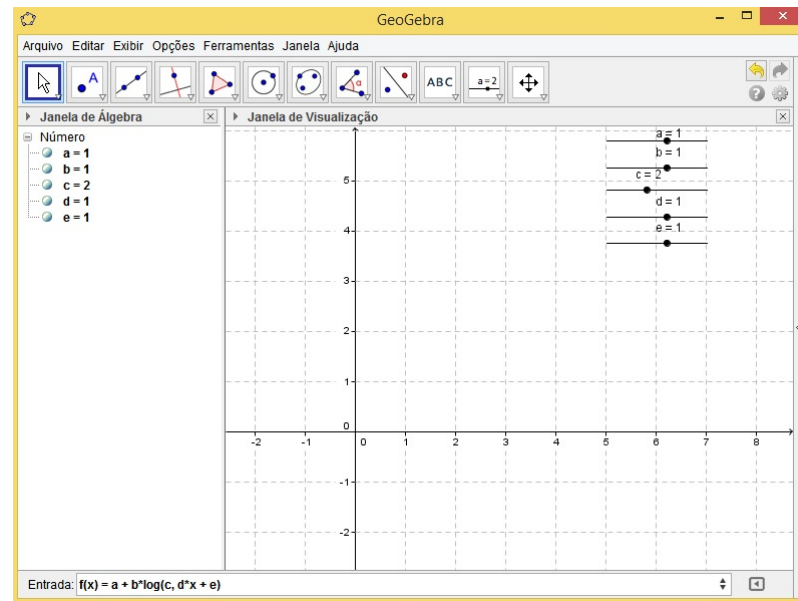 GeoGebra
Arquivo Editar Exibir Opções Ferramentas Janela Ajuda
A
α
ABC
a=2
Janela de Álgebra
Janela de Visualização
Número
a = 1
b = 1
c = 2
d = 1
e = 1
a = 1
b = 1
c = 2
d = 1
e = 1
5
4
3
2
1
0
-2 -1 0 1 2 3 4 5 6 7 8
-1
-2
Entrada: f(x) = a + b*log(c, d*x + e)